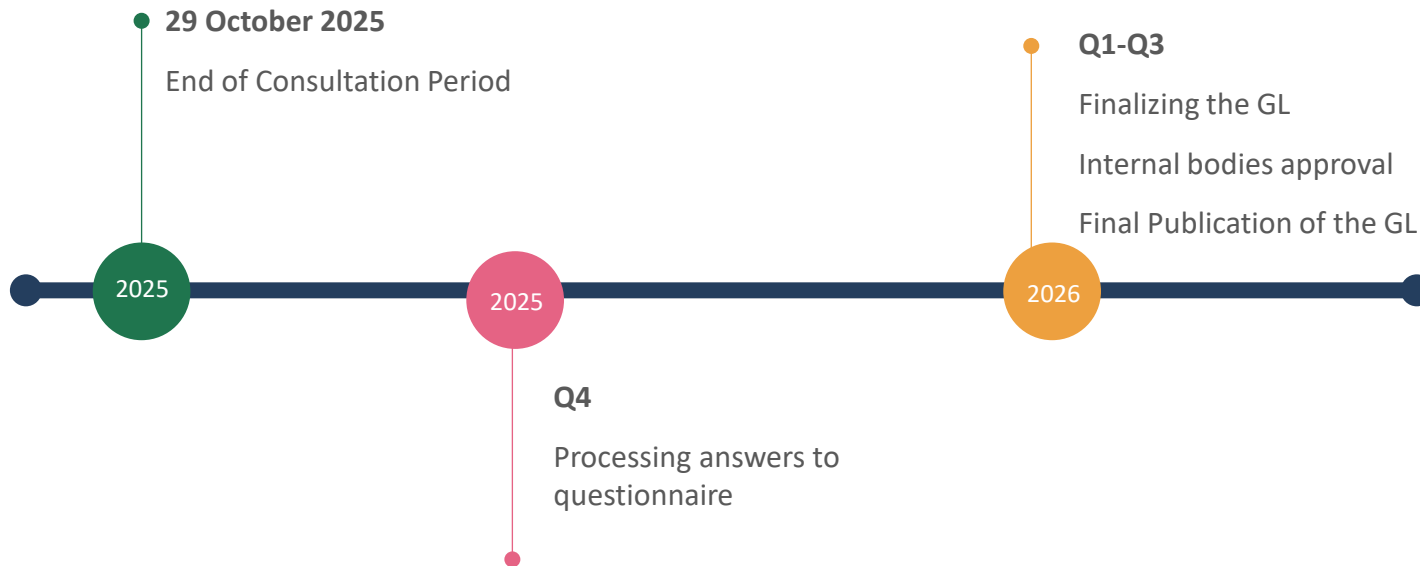 29 October 2025
End of Consultation Period
2025
2025
Q4
Processing answers to
questionnaire
Q1-Q3
Finalizing the GL
Internal bodies approval
Final Publication of the GL
2026